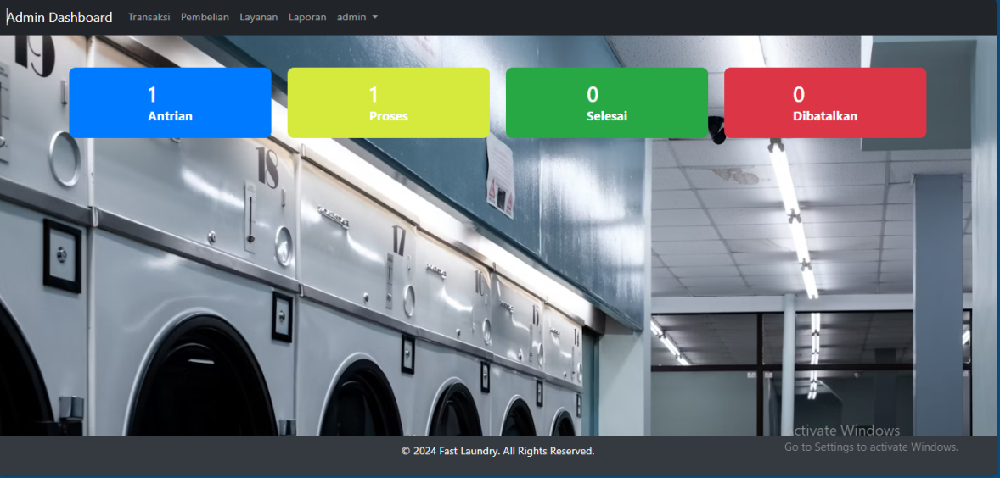 Admin Dashboard Transaksi Pembelian Layanan Laporan admin
1
Antrian
1
Proses
0
Selesai
0
Dibatalkan
19
18
17
16
15
14
© 2024 Fast Laundry. All Rights Reserved.
Activate Windows
Go to Settings to activate Windows.